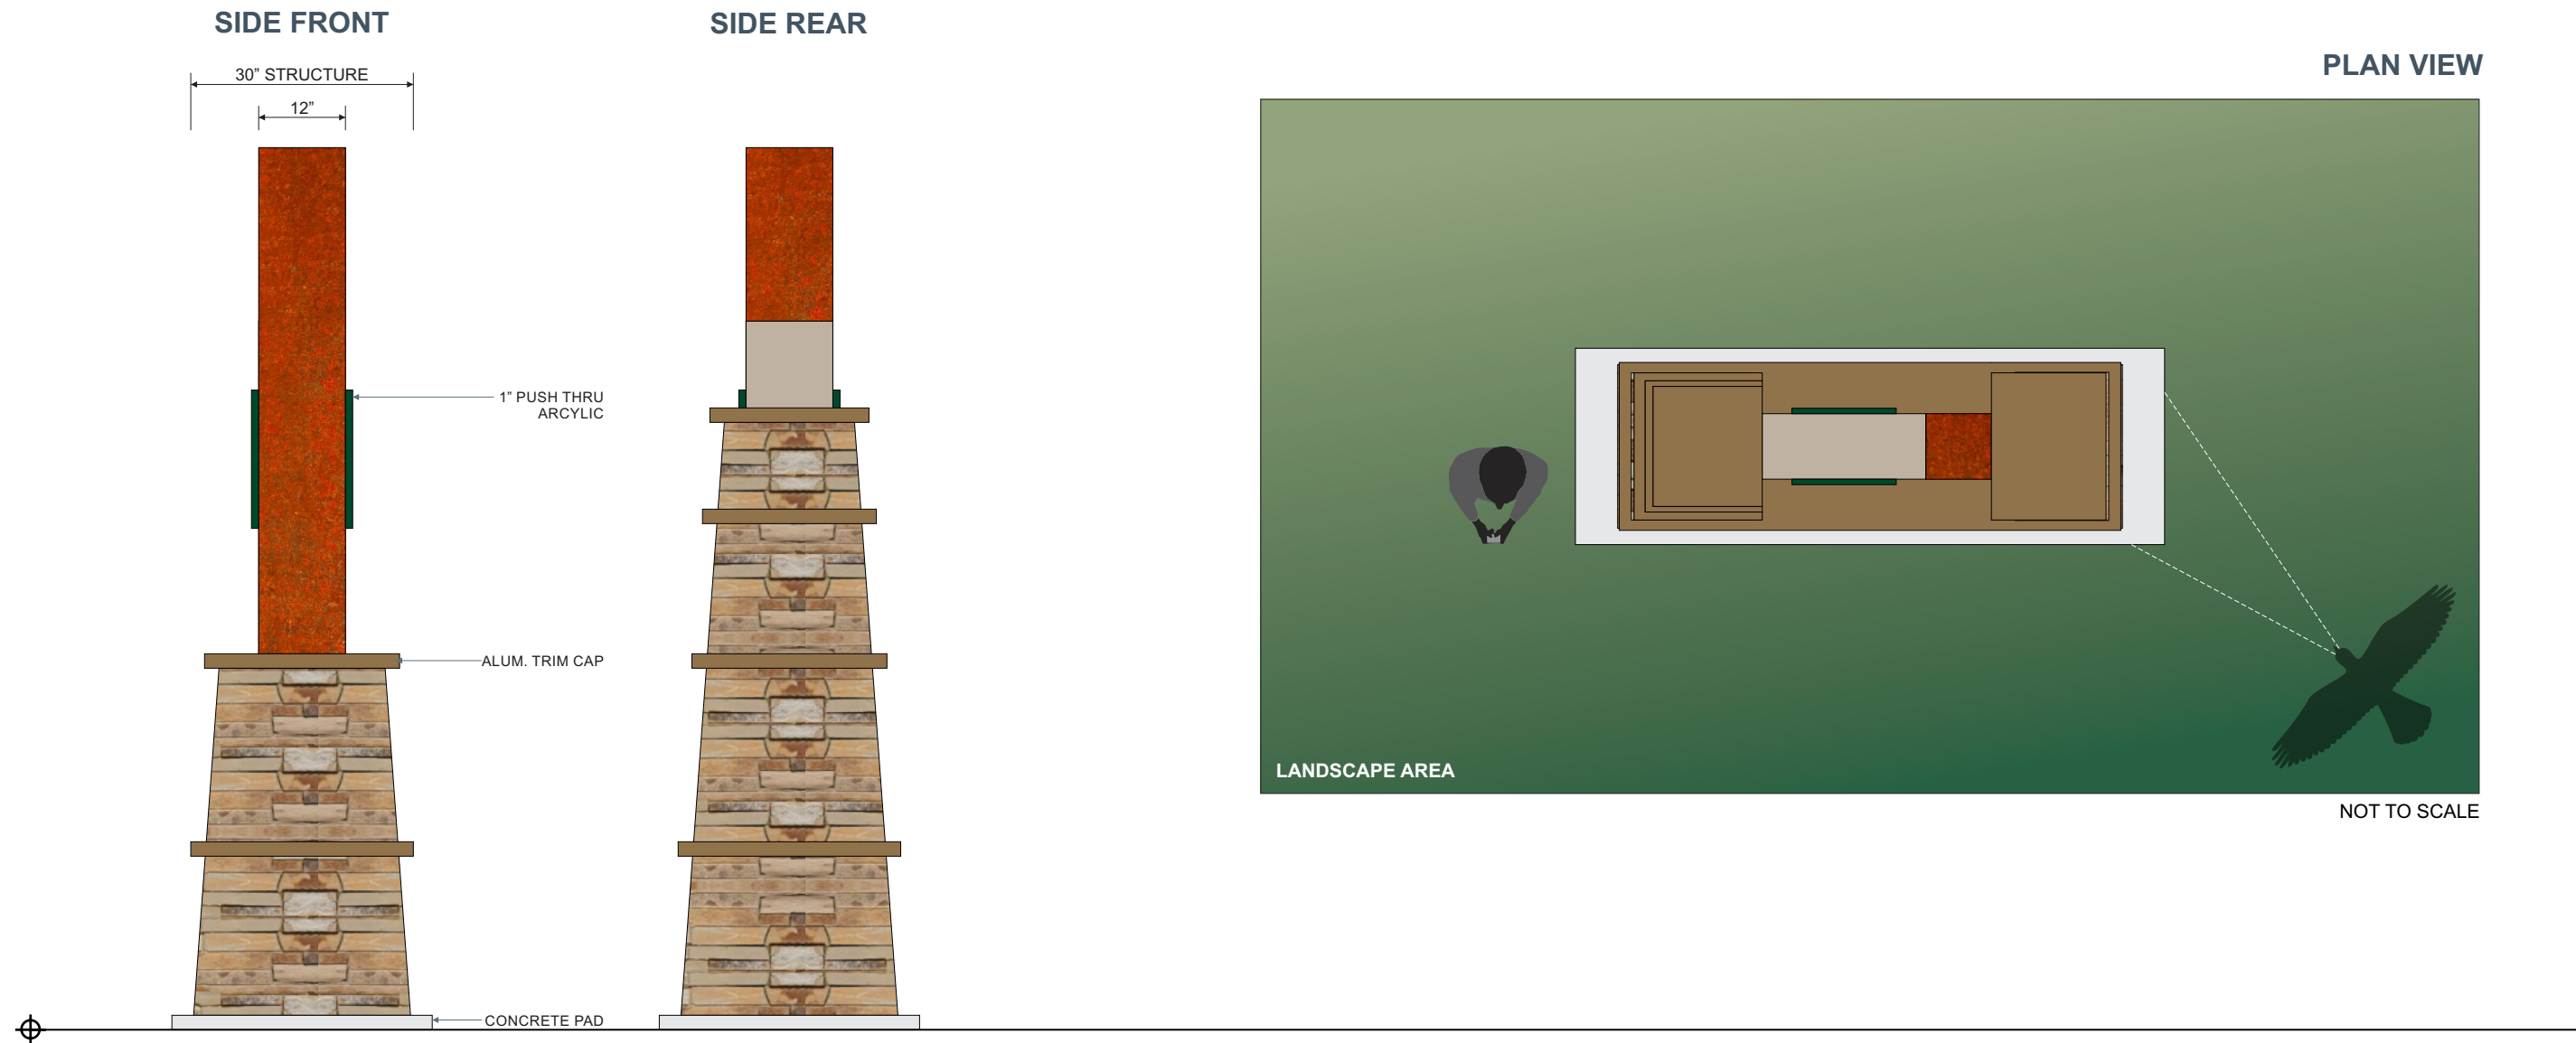 SIDE FRONT
SIDE REAR
PLAN VIEW
30” STRUCTURE
12”
1” PUSH THRU
ARCYLIC
ALUM. TRIM CAP
CONCRETE PAD
LANDSCAPE AREA
NOT TO SCALE